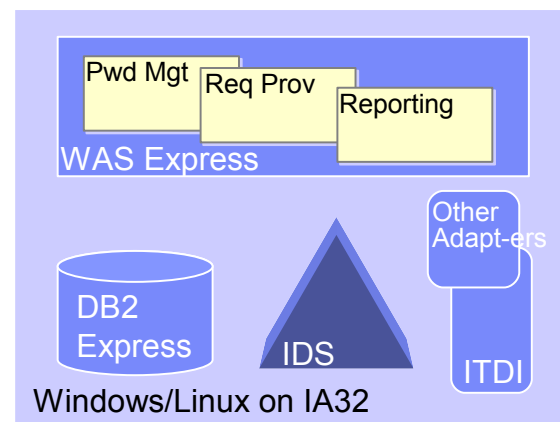 Pwd Mgt
Req Prov
Reporting
WAS Express
Other
Adapt-ers
DB2
Express
IDS
ITDI
Windows/Linux on IA32